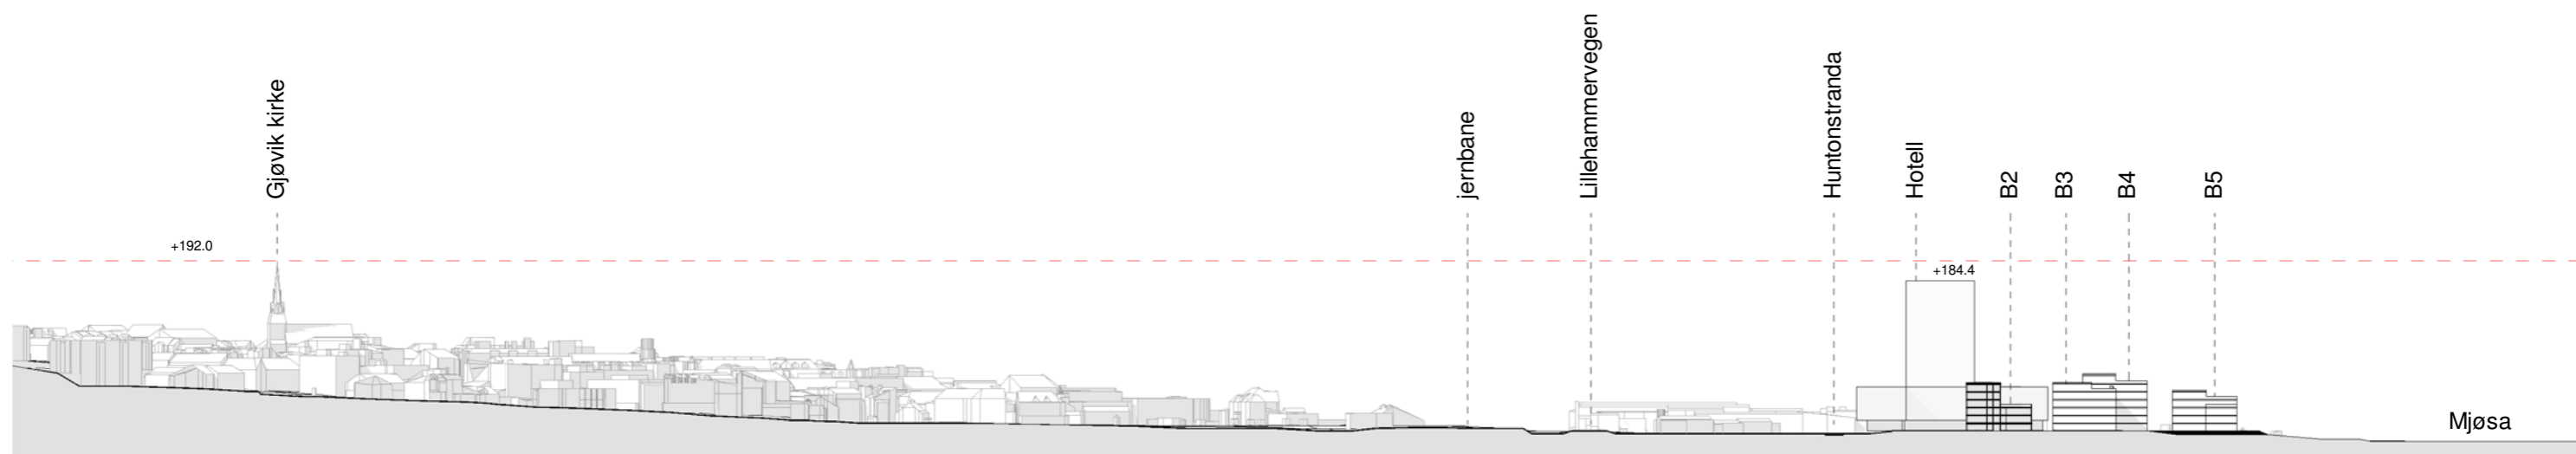 Gjøvik kirke
jernbane
Lillehammervegen
Huntonstranda
Hotell
B2
B3
B4
B5
+192.0
+184.4
Mjøsa